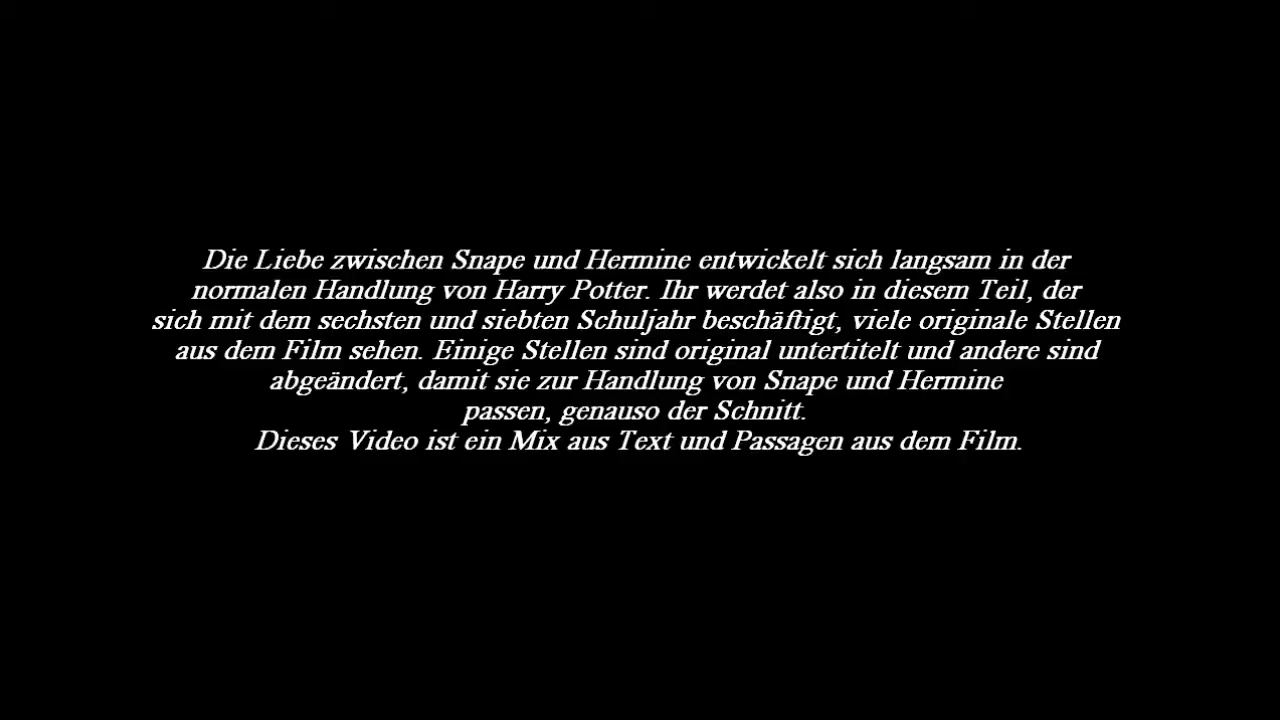 Die Liebe zwischen Snape und Hermine entwickelt sich langsam in der
normalen Handlung von Harry Potter. Ihr werdet also in diesem Teil, der
sich mit dem sechsten und siebten Schuljahr beschäftigt, viele originale Stellen
aus dem Film sehen. Einige Stellen sind original untertitelt und andere sind
abgeändert, damit sie zur Handlung von Snape und Hermine
passen, genauso der Schnitt.
Dieses Video ist ein Mix aus Text und Passagen aus dem Film.